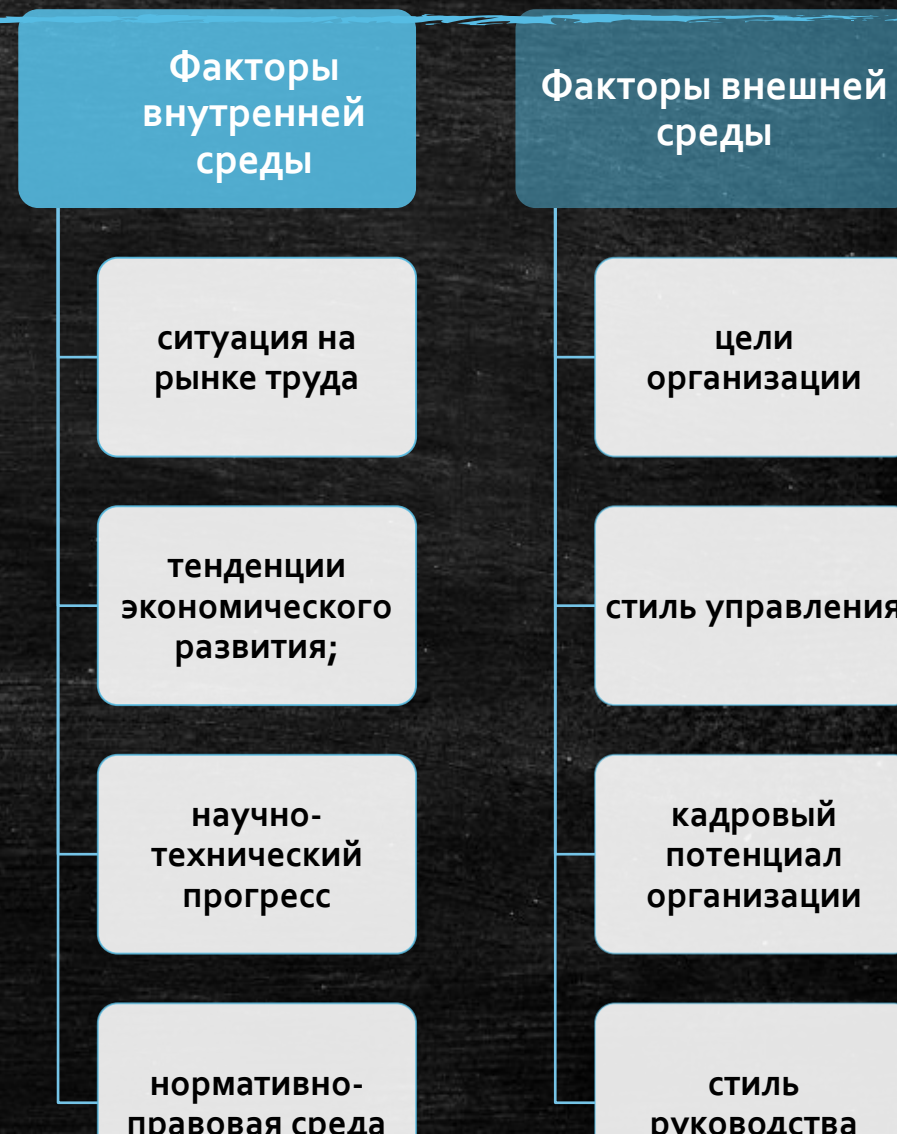 Факторы
внутренней
среды
ситуация на
рынке труда
тенденции
экономического
развития;
научно-
технический
прогресс
нормативно-
правовая среда
Факторы внешней
среды
цели
организации
стиль управления
кадровый
потенциал
организации
стиль
руководства